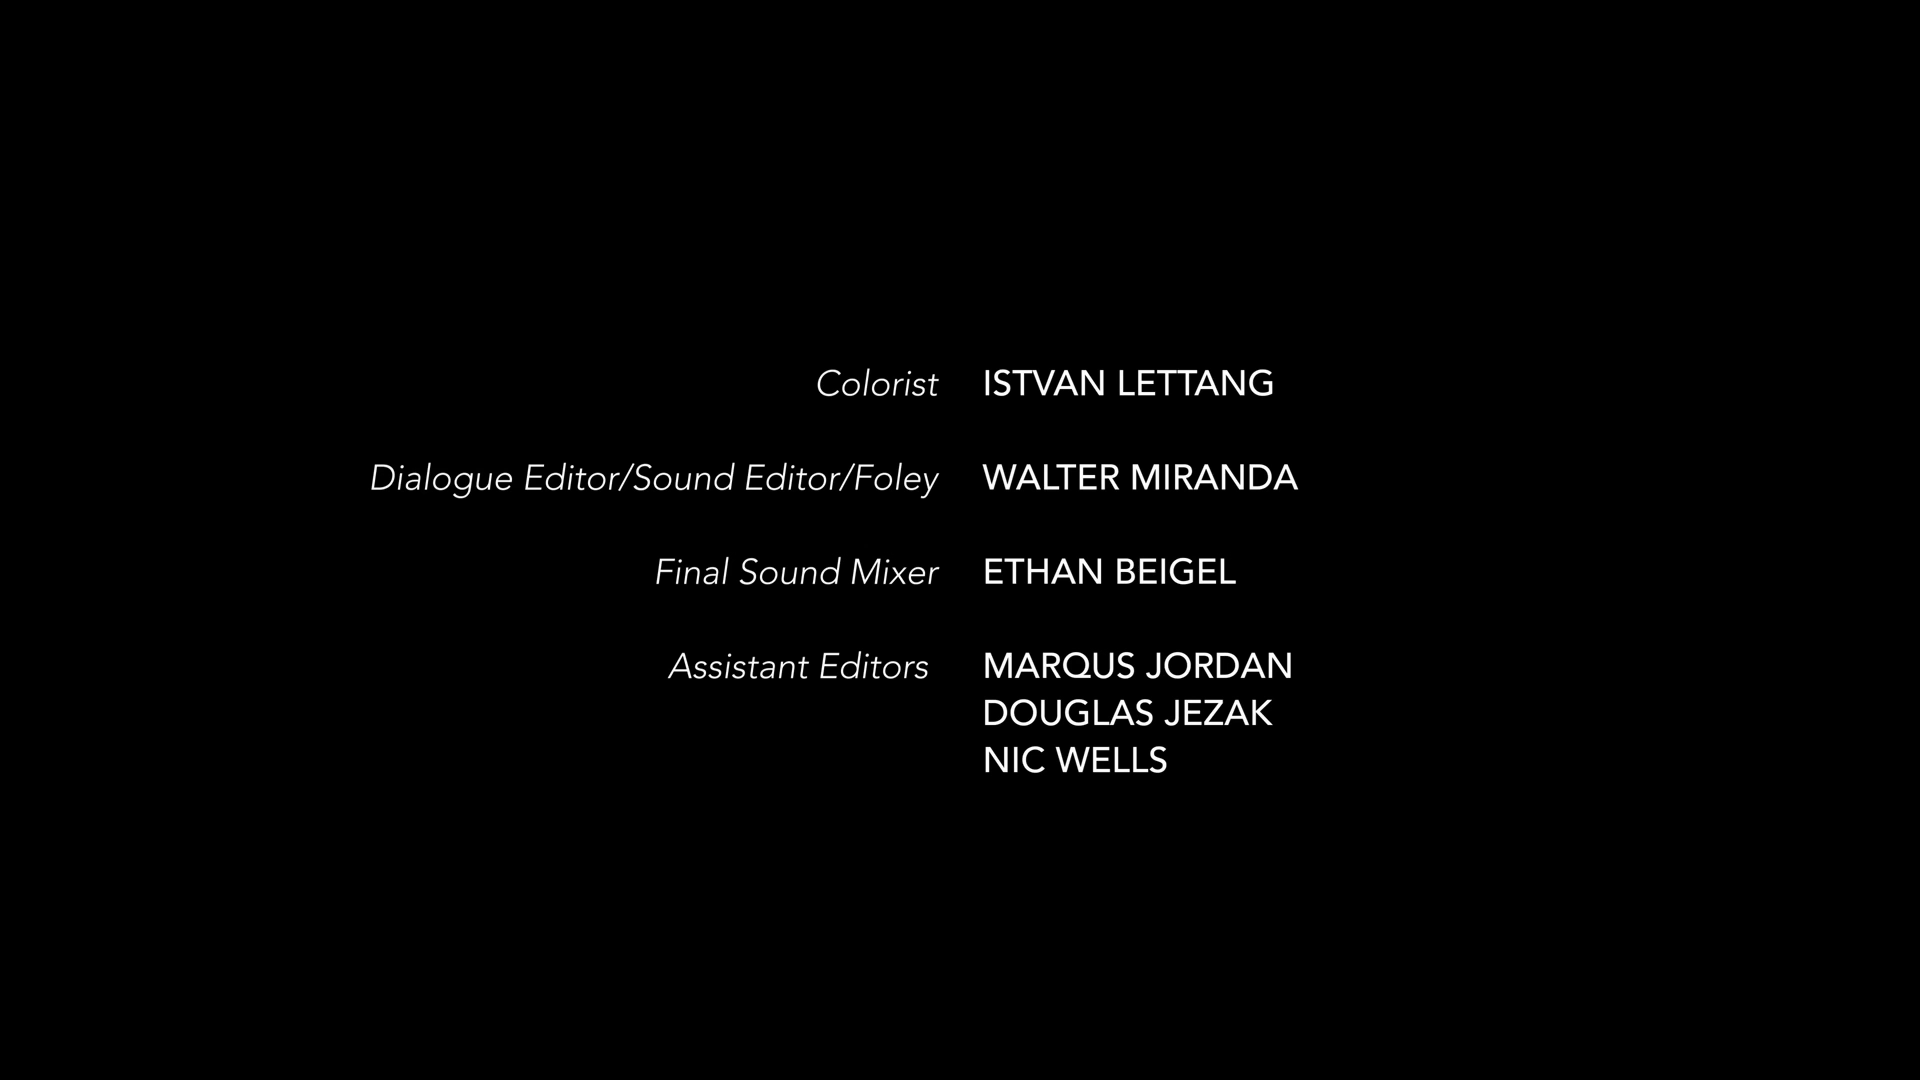 Colorist ISTVAN LETTANG
Dialogue Editor/Sound Editor/Foley WALTER MIRANDA
Final Sound Mixer ETHAN BEIGEL
Assistant Editors MARQUS JORDAN
DOUGLAS JEZAK
NIC WELLS